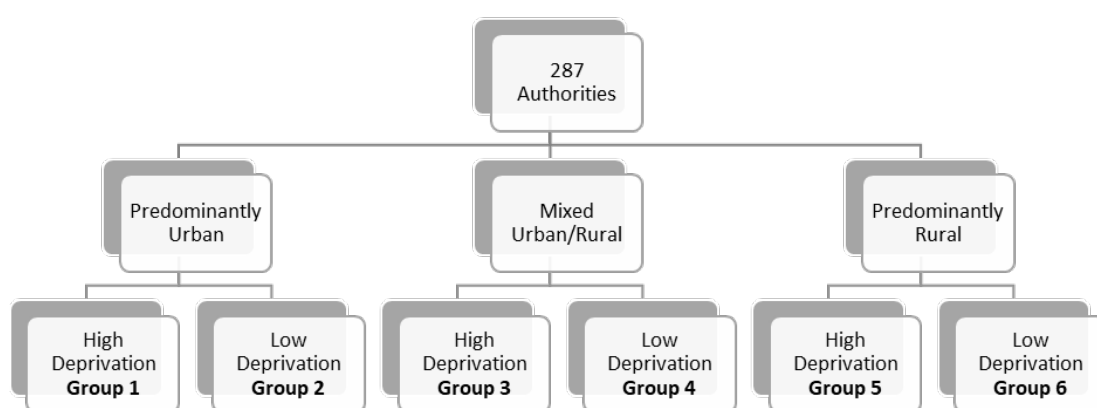 287
Authorities
Predominantly
Urban
Mixed
Urban/Rural
Predominantly
Rural
High
Deprivation
Group 1
Low
Deprivation
Group 2
High
Deprivation
Group 3
Low
Deprivation
Group 4
High
Deprivation
Group 5
Low
Deprivation
Group 6